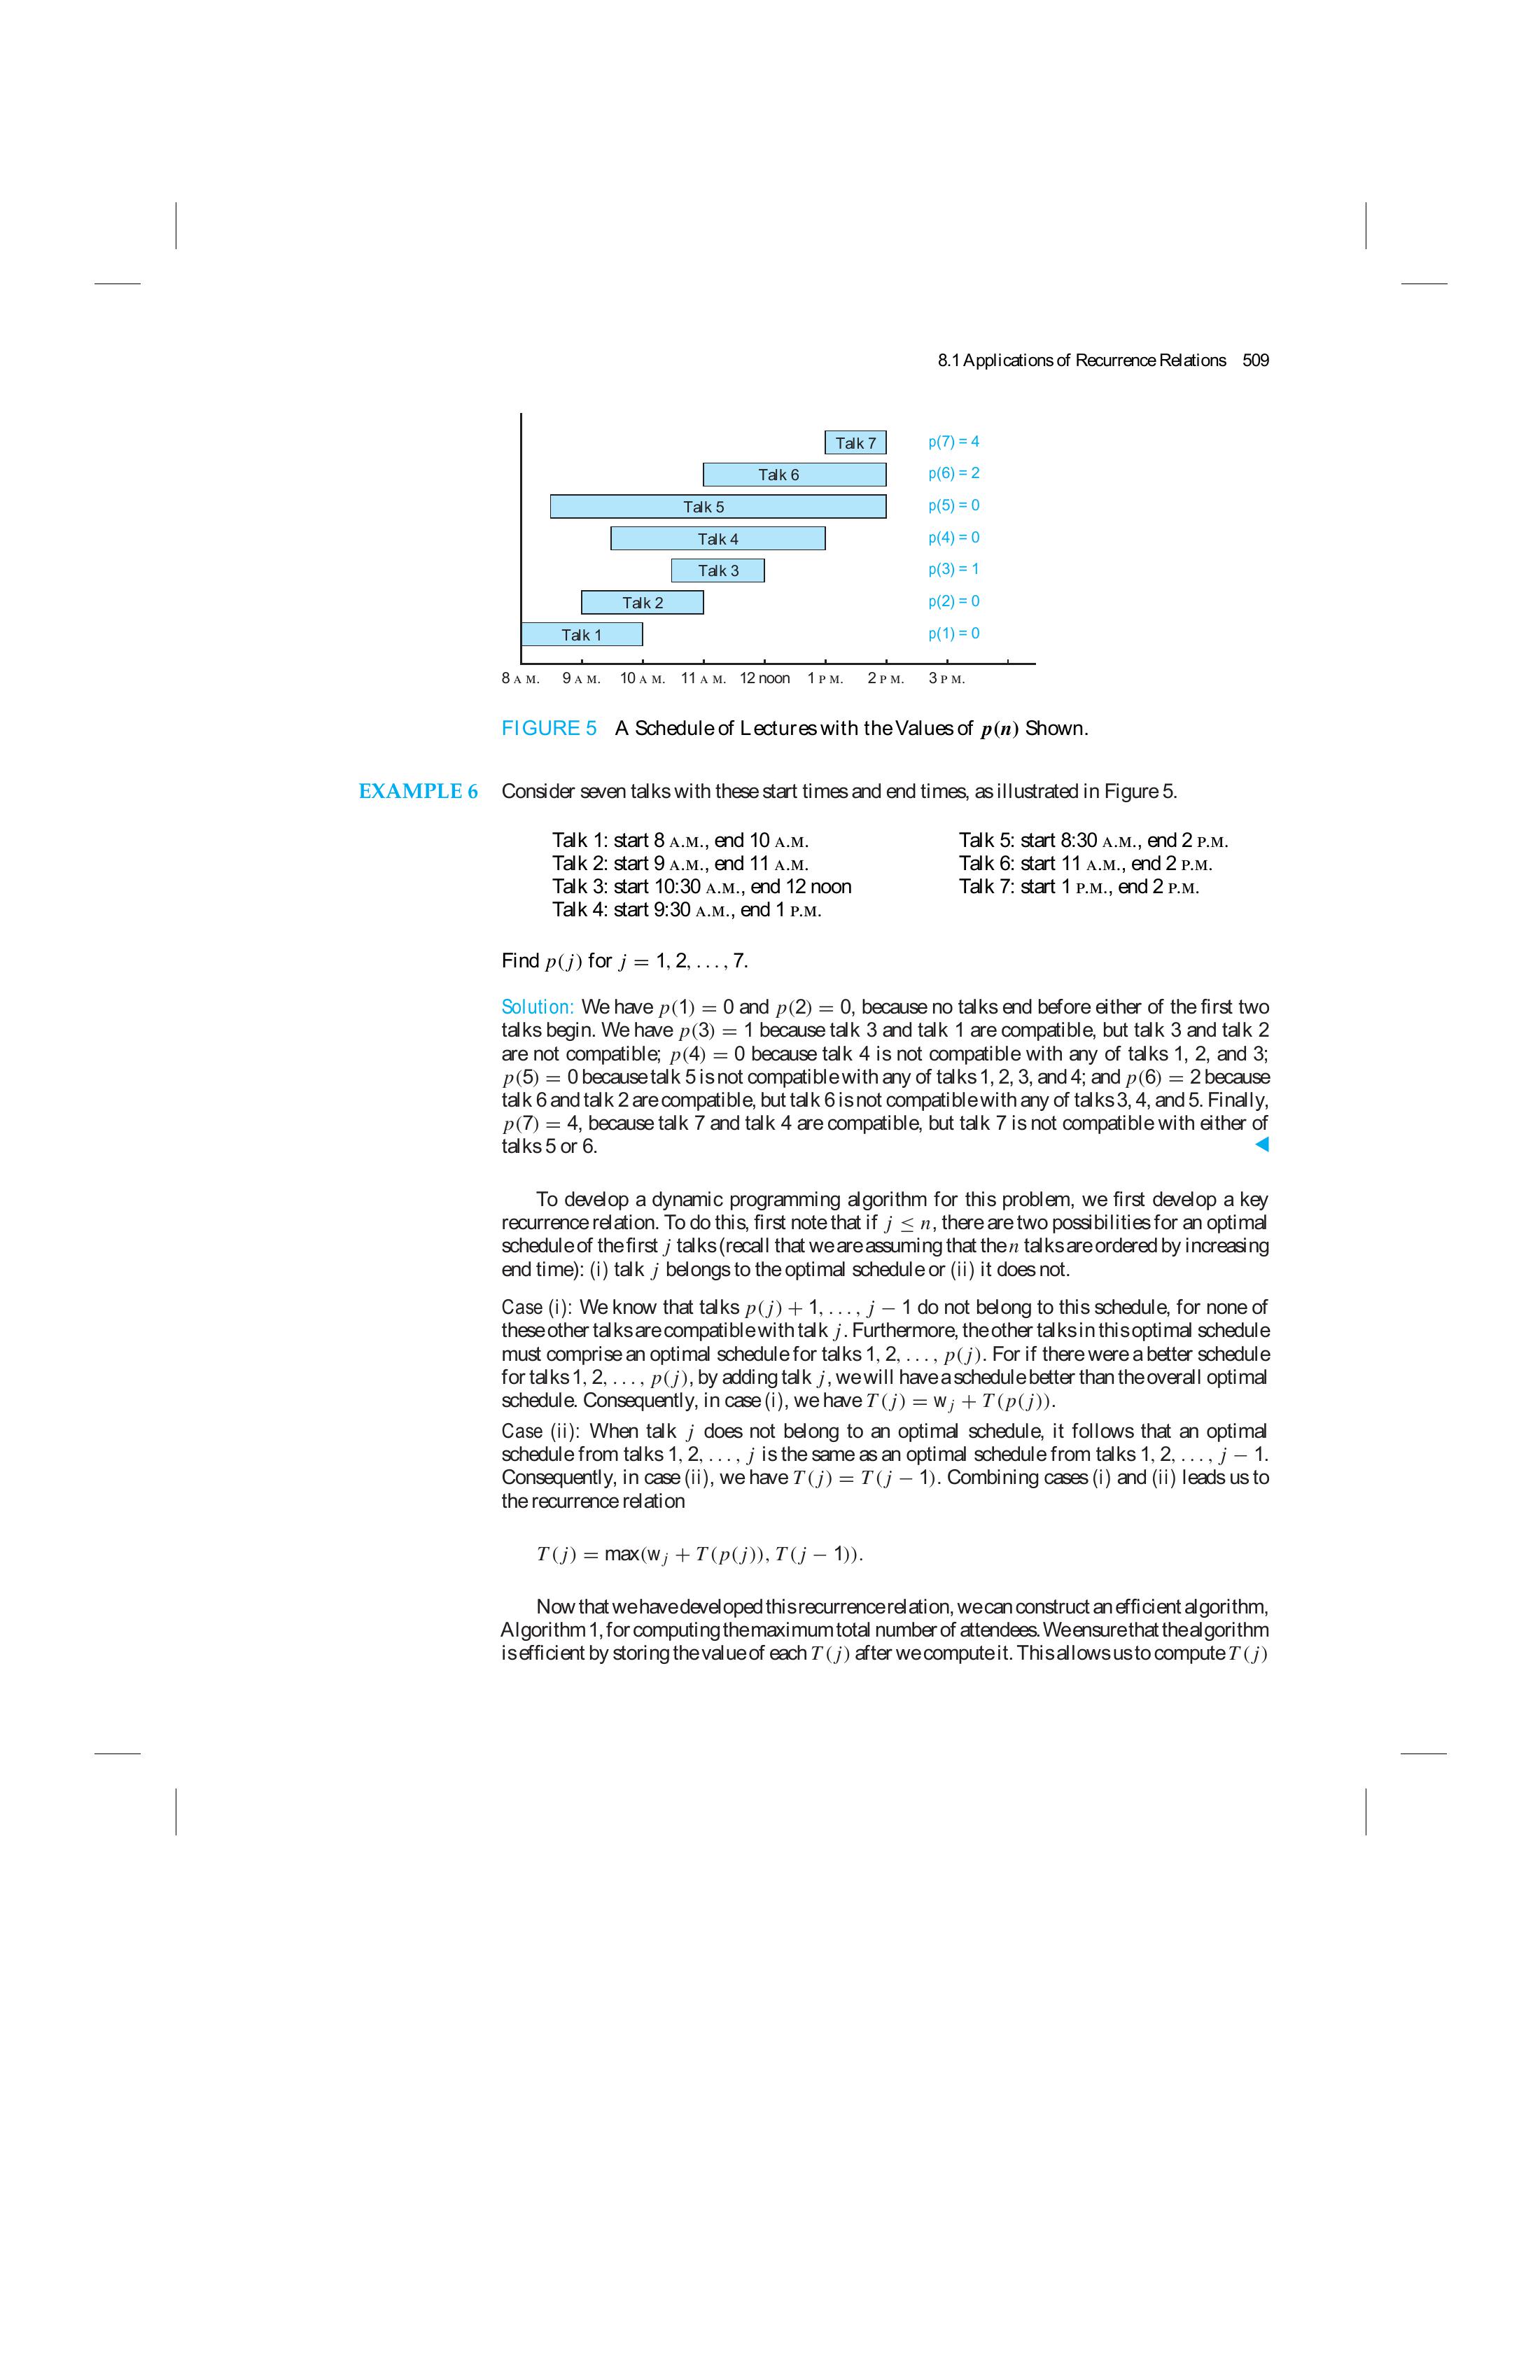 8.1 Applications of Recurrence Relations 509
Talk 7 p(7) = 4
Talk 6 p(6) = 2
Talk 5 p(5) = 0
Talk 4 p(4) = 0
Talk 3 p(3) = 1
Talk 2 p(2) = 0
Talk 1 p(1) = 0
8 A M. 9 A M. 10 A M. 11 A M. 12 noon 1 P M. 2 P M. 3 P M.
FIGURE 5 A Schedule of Lectures with the Values of p(n) Shown.
EXAMPLE 6 Consider seven talks with these start times and end times, as illustrated in Figure 5.
Talk 1: start 8 A.M., end 10 A.M. Talk 5: start 8:30 A.M., end 2 P.M.
Talk 2: start 9 A.M., end 11 A.M. Talk 6: start 11 A.M., end 2 P.M.
Talk 3: start 10:30 A.M., end 12 noon Talk 7: start 1 P.M., end 2 P.M.
Talk 4: start 9:30 A.M., end 1 P.M.
Find p(j) for j = 1, 2, . . . , 7.
Solution: We have p(1) = 0 and p(2) = 0, because no talks end before either of the first two
talks begin. We have p(3) = 1 because talk 3 and talk 1 are compatible, but talk 3 and talk 2
are not compatible; p(4) = 0 because talk 4 is not compatible with any of talks 1, 2, and 3;
p(5) = 0 because talk 5 is not compatible with any of talks 1, 2, 3, and 4; and p(6) = 2 because
talk 6 and talk 2 are compatible, but talk 6 is not compatible with any of talks 3, 4, and 5. Finally,
p(7) = 4, because talk 7 and talk 4 are compatible, but talk 7 is not compatible with either of
talks 5 or 6.
To develop a dynamic programming algorithm for this problem, we first develop a key
recurrence relation. To do this, first note that if j ≤ n, there are two possibilities for an optimal
schedule of the first j talks (recall that we are assuming that the n talks are ordered by increasing
end time): (i) talk j belongs to the optimal schedule or (ii) it does not.
Case (i): We know that talks p(j) + 1, . . . , j − 1 do not belong to this schedule, for none of
these other talks are compatible with talk j. Furthermore, the other talks in this optimal schedule
must comprise an optimal schedule for talks 1, 2, . . . , p(j). For if there were a better schedule
for talks 1, 2, . . . , p(j), by adding talk j, we will have a schedule better than the overall optimal
schedule. Consequently, in case (i), we have T(j) = wⱼ + T(p(j)).
Case (ii): When talk j does not belong to an optimal schedule, it follows that an optimal
schedule from talks 1, 2, . . . , j is the same as an optimal schedule from talks 1, 2, . . . , j − 1.
Consequently, in case (ii), we have T(j) = T(j − 1). Combining cases (i) and (ii) leads us to
the recurrence relation
T(j) = max(wⱼ + T(p(j)), T(j − 1)).
Now that we have developed this recurrence relation, we can construct an efficient algorithm,
Algorithm 1, for computing the maximum total number of attendees. We ensure that the algorithm
is efficient by storing the value of each T(j) after we compute it. This allows us to compute T(j)